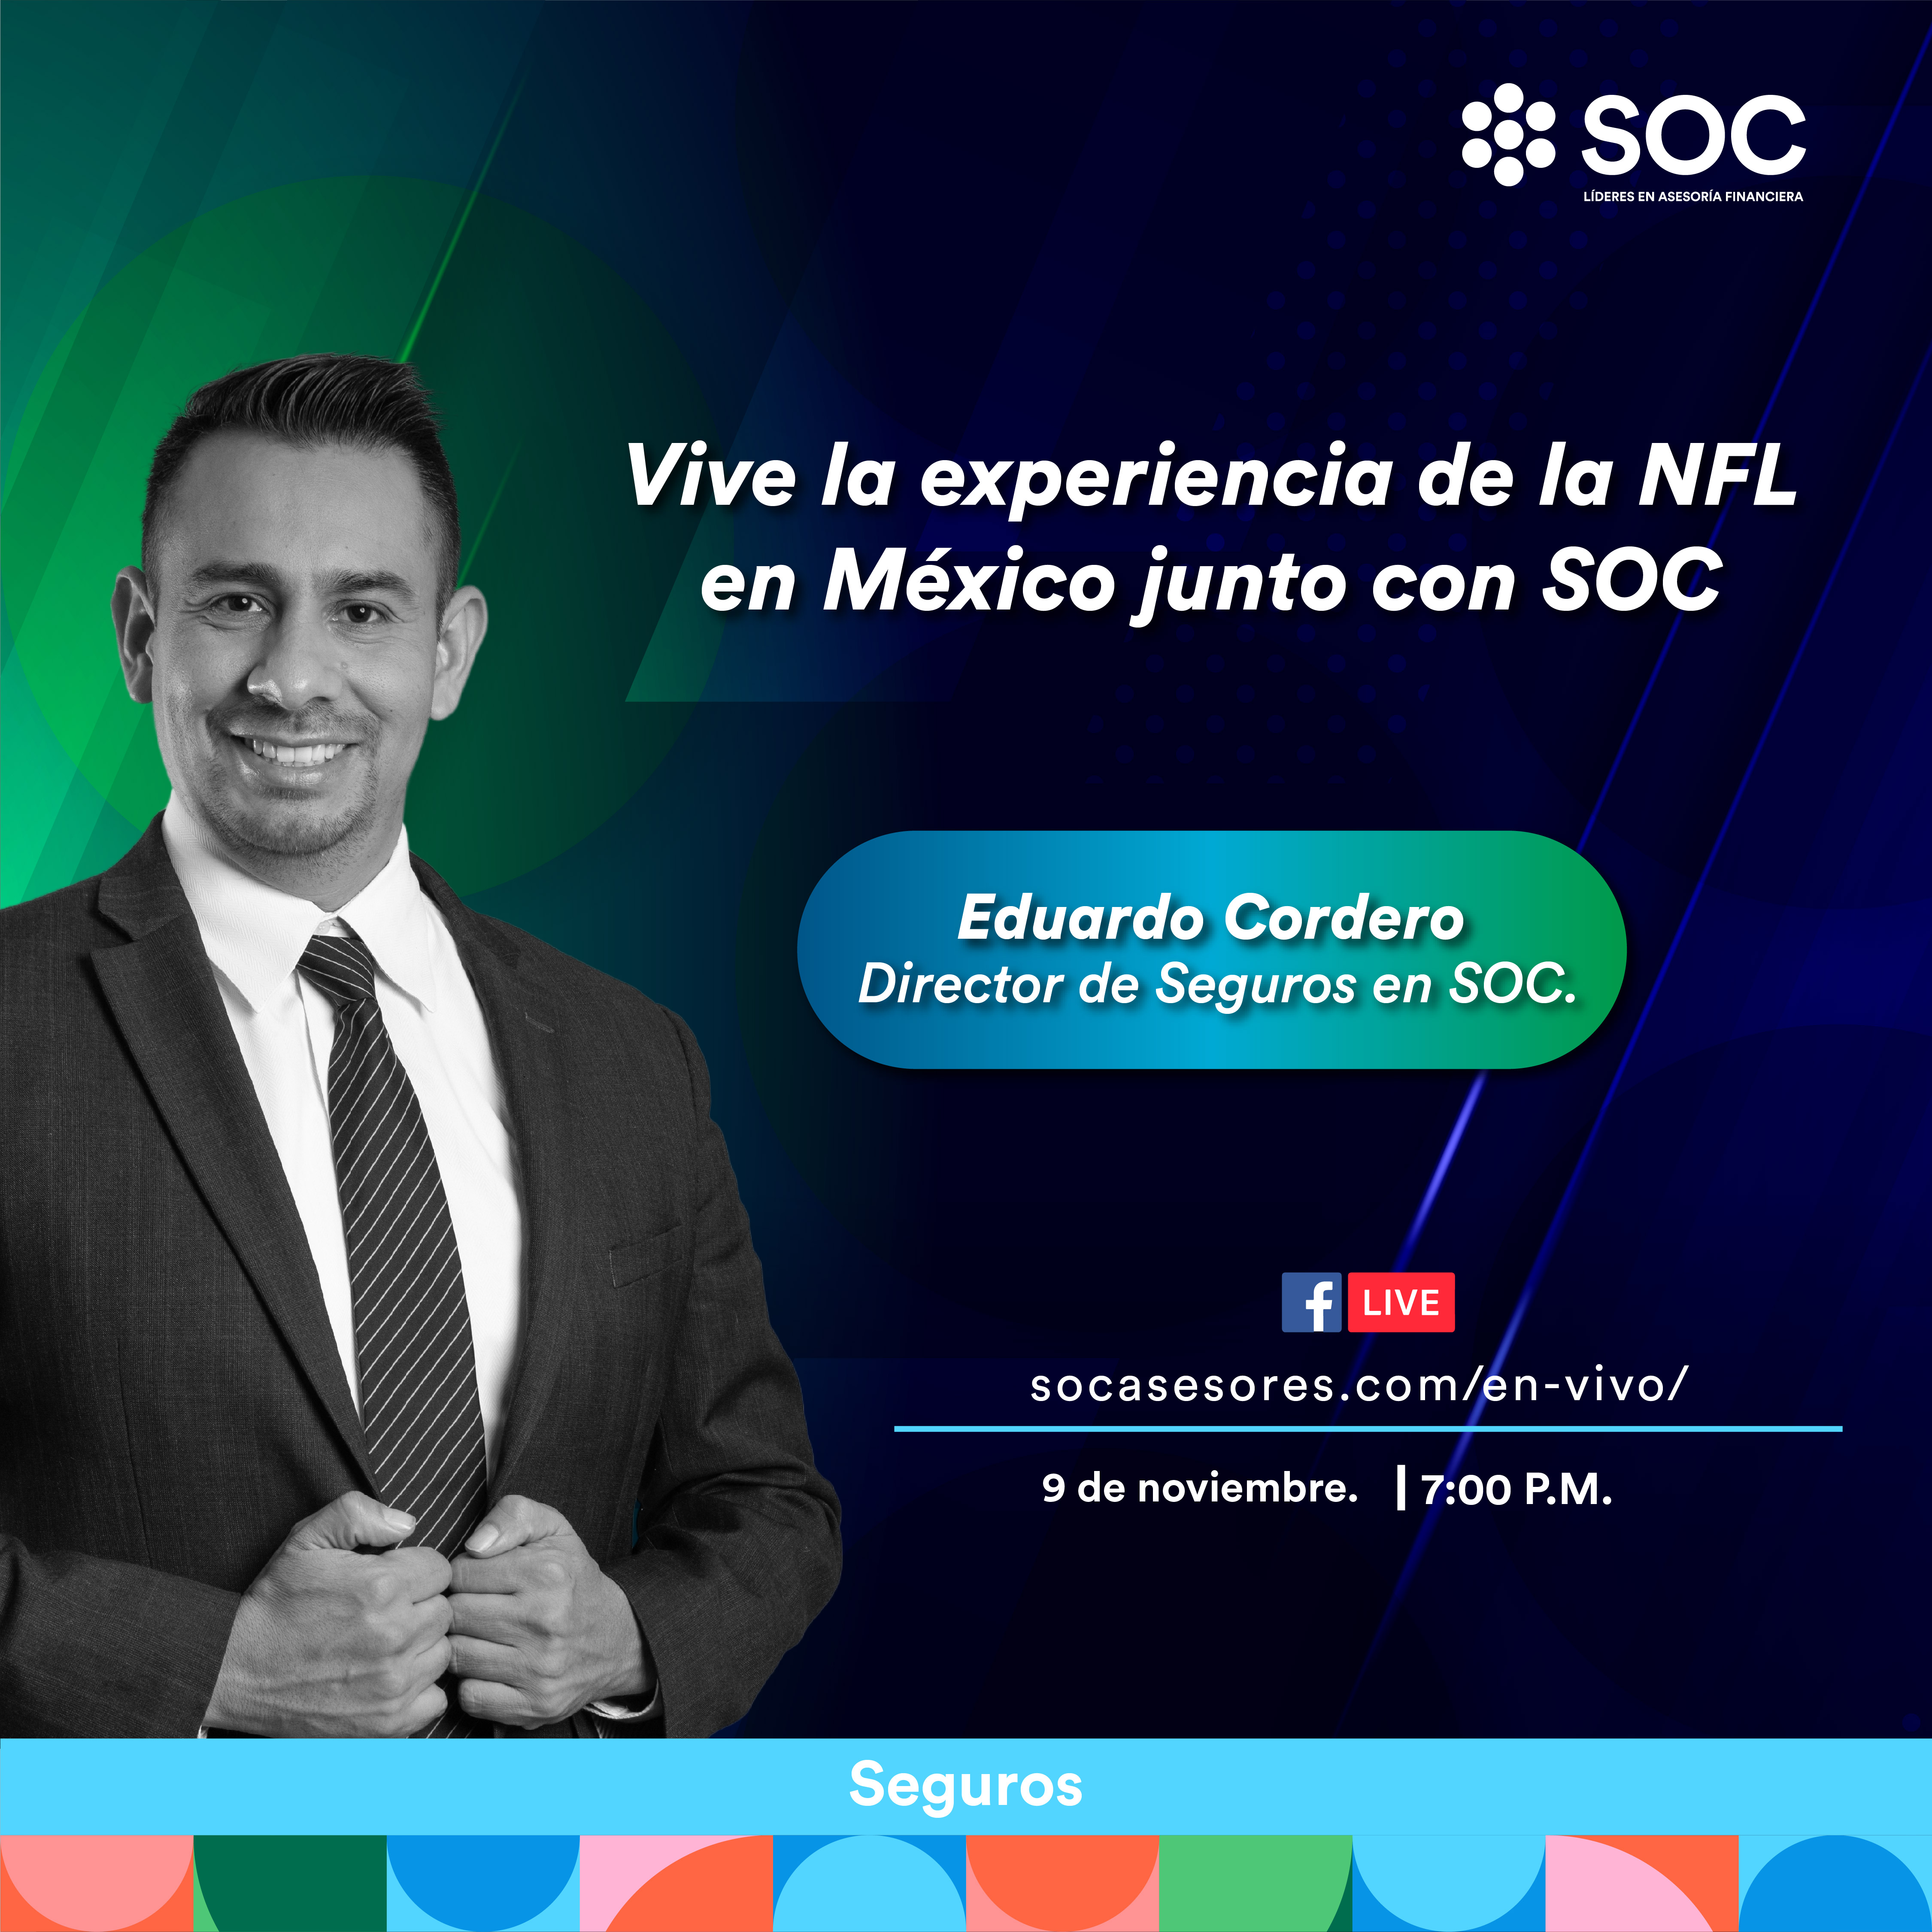 SOC
LÍDERES EN ASESORÍA FINANCIERA
Vive la experiencia de la NFL
en México junto con SOC
Eduardo Cordero
Director de Seguros en SOC.
f LIVE
socasesores.com/en-vivo/
9 de noviembre. | 7:00 P.M.
Seguros